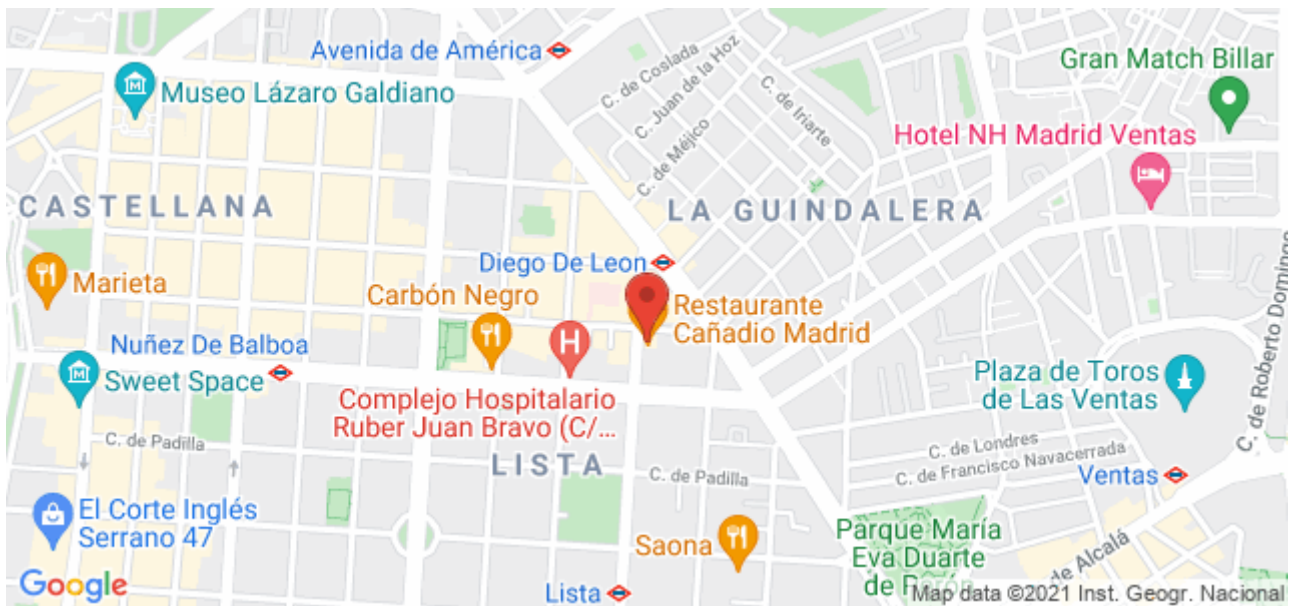 Avenida de América
C. de Coslada
C. Juan de la Hoz
C. de Méjico
C. de Iriarte
Gran Match Billar
Museo Lázaro Galdiano
Hotel NH Madrid Ventas
CASTELLANA
LA GUINDALERA
Diego De Leon
Marieta
Carbón Negro
Restaurante
Cañadio Madrid
C. de Roberto Domingo
Nuñez De Balboa
Sweet Space
H
Complejo Hospitalario
Ruber Juan Bravo (C/...
Plaza de Toros
de Las Ventas
C. de Padilla
LISTA
C. de Padilla
C. de Londres
C. de Francisco Navacerrada
Ventas
El Corte Inglés
Serrano 47
Saona
Parque María
Eva Duarte
de
de Alcalá
Lista
Google
Map data ©2021 Inst. Geogr. Nacional